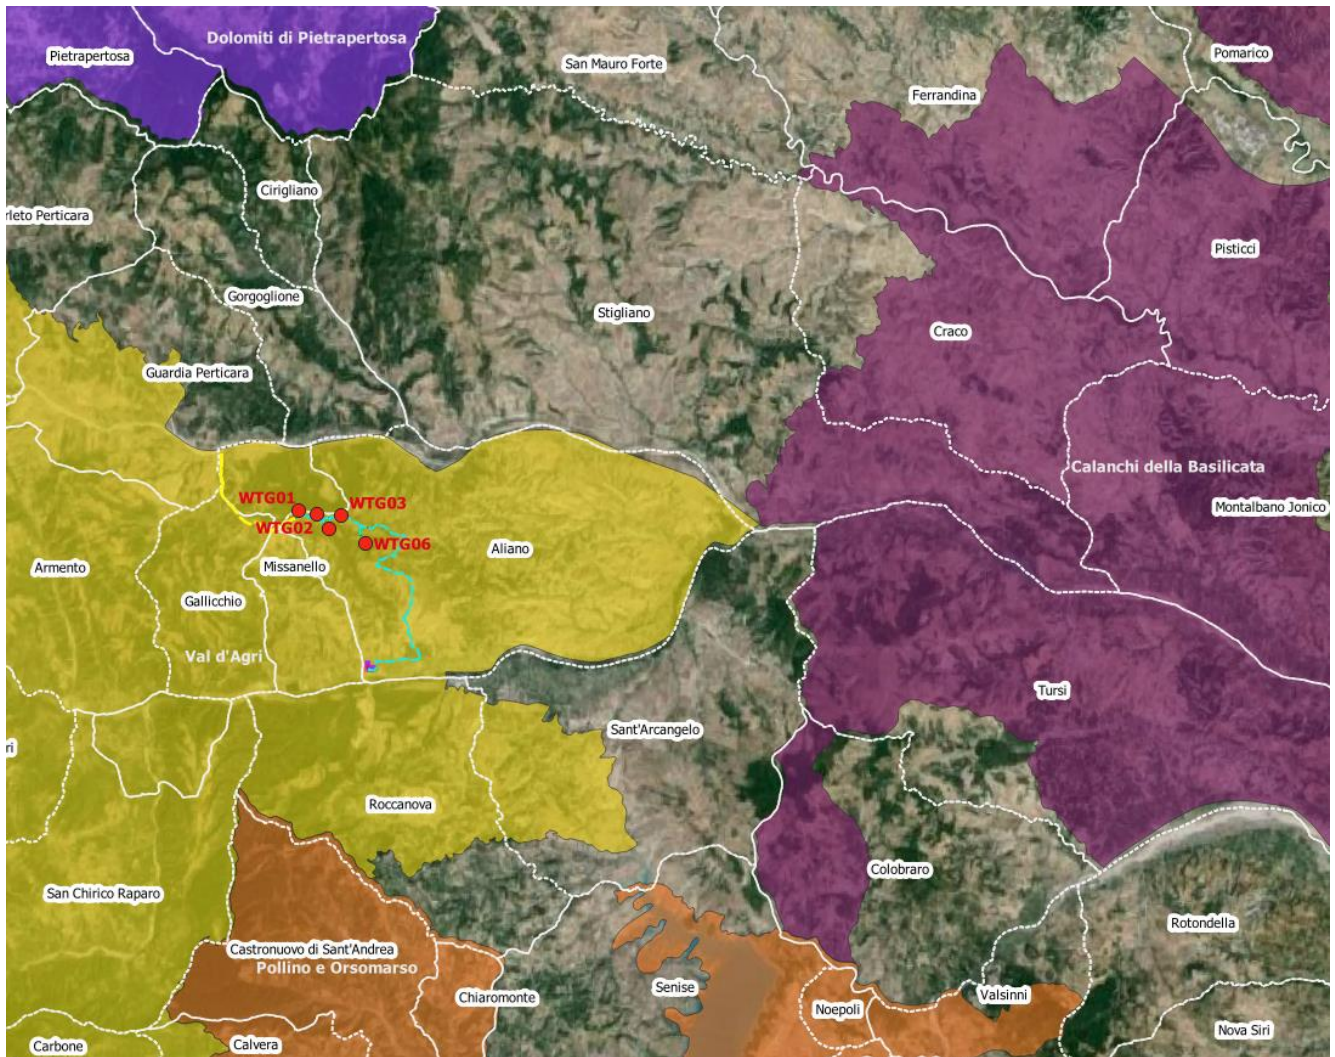 Dolomiti di Pietrapertosa
Pomarico
Pietrapertosa
San Mauro Forte
Ferrandina
Cirigliano
rleto Perticara
Pisticci
Gorgoglione
Stigliano
Craco
Guardia Perticara
Calanchi della Basilicata
WTG01
WTG03
Montalbano Jonico
WTG02
WTG06
Aliano
Armento
Missanello
Gallicchio
Val d'Agri
Tursi
Sant'Arcangelo
ri
Roccanova
Colobraro
San Chirico Raparo
Rotondella
Castronuovo di Sant'Andrea
Pollino e Orsomarso
Senise
Chiaromonte
Valsinni
Noepoli
Nova Siri
Carbone
Calvera